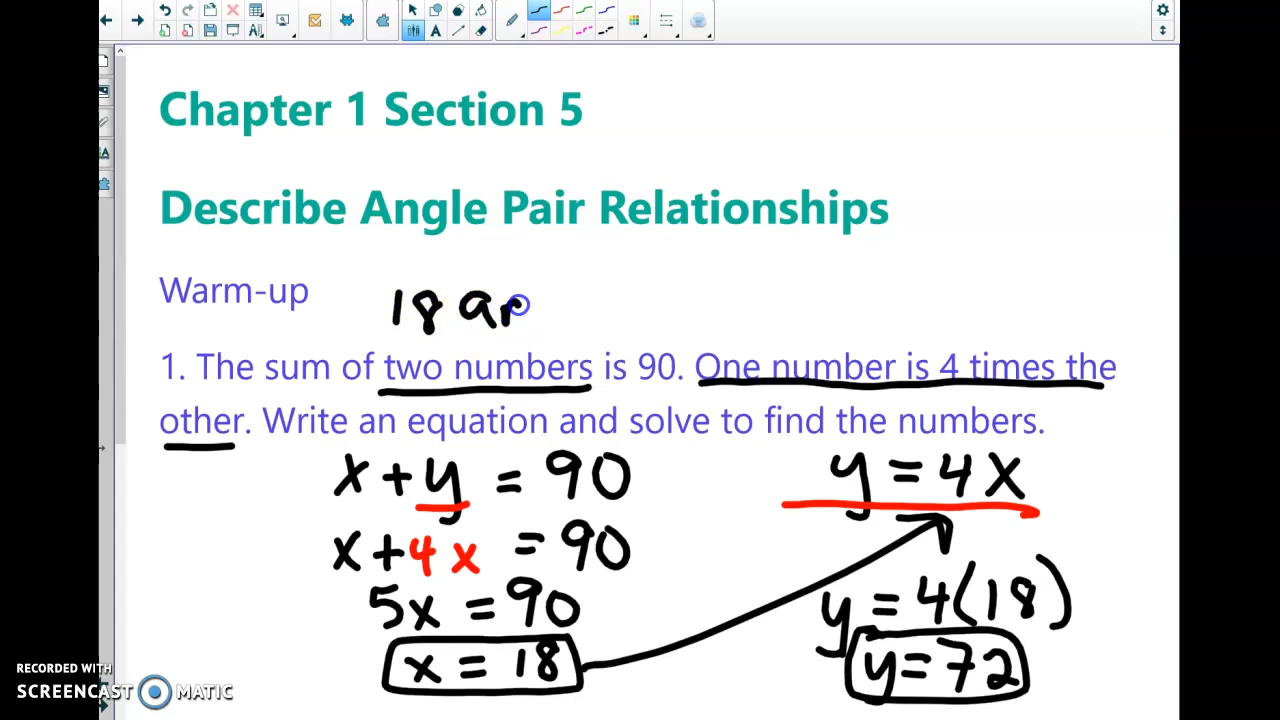 Chapter 1 Section 5
Describe Angle Pair Relationships
Warm-up
18 an
1. The sum of two numbers is 90. One number is 4 times the
other. Write an equation and solve to find the numbers.
x + y = 90
y = 4x
x + 4x = 90
5x = 90
y = 4(18)
x = 18
y = 72
RECORDED WITH
SCREENCAST MATIC